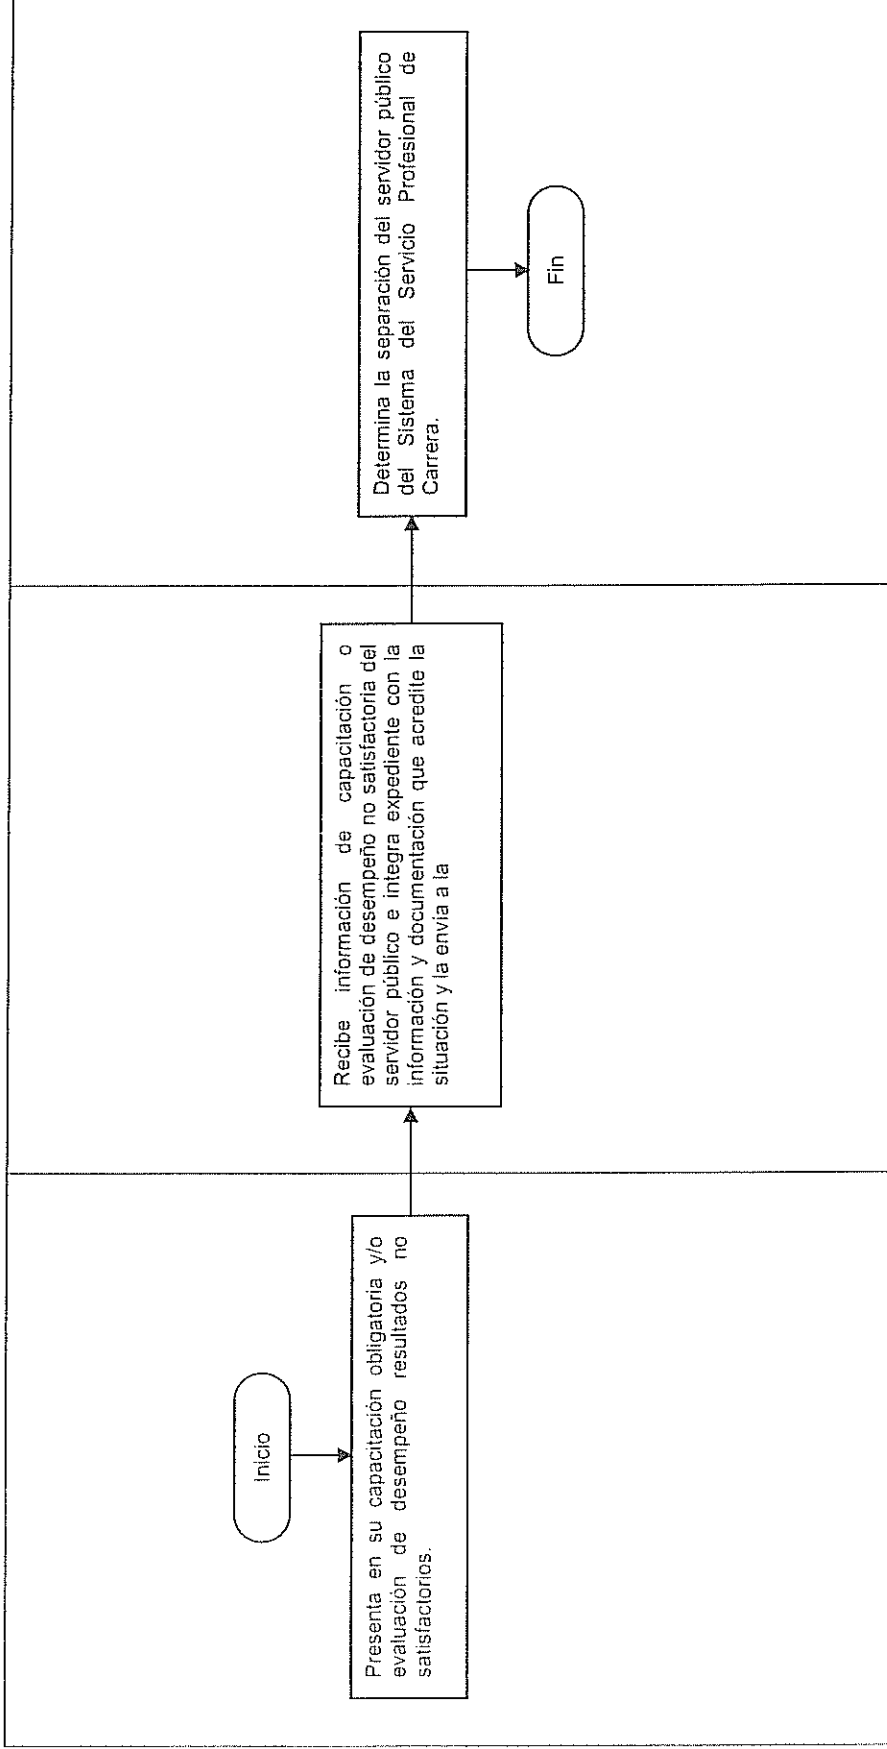 Inicio
Presenta en su capacitación obligatoria y/o
evaluación de desempeño resultados no
satisfactorios.
Recibe información de capacitación o
evaluación de desempeño no satisfactoria del
servidor público e integra expediente con la
información y documentación que acredite la
situación y la envia a la
Determina la separación del servidor público
del Sistema del Servicio Profesional de
Carrera.
Fin